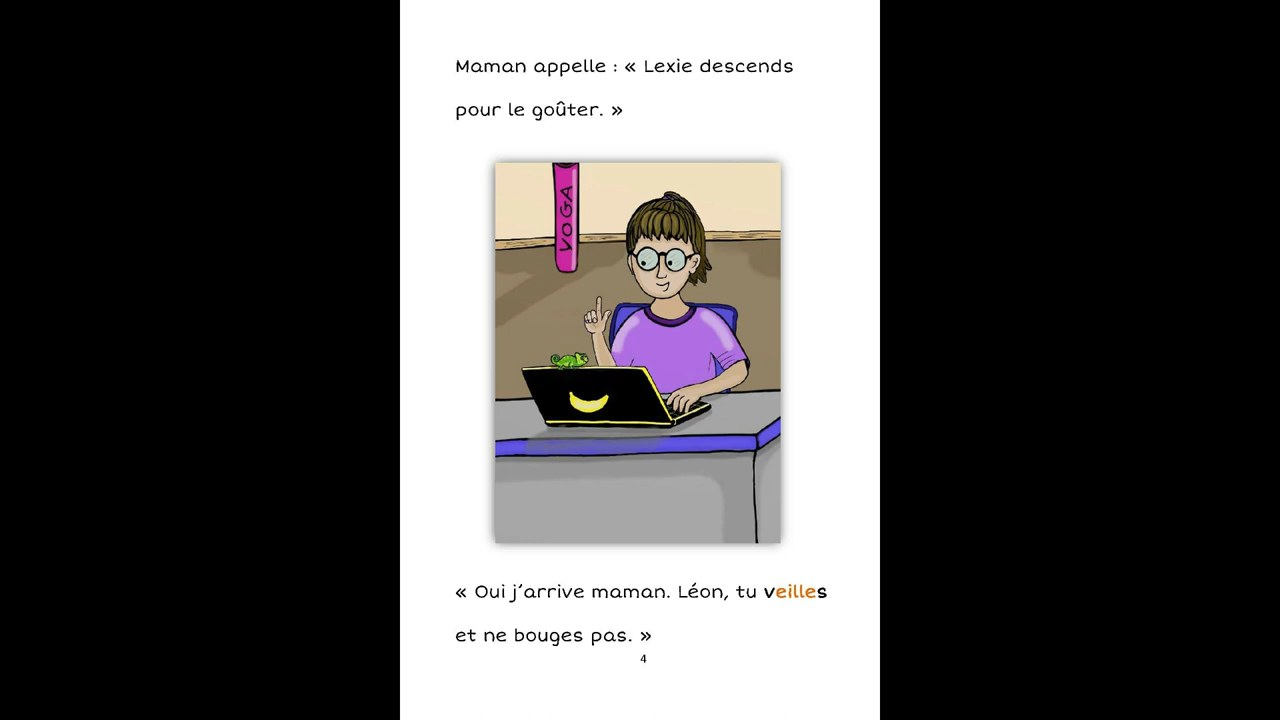 Maman appelle : « Lexie descends
pour le goûter. »
YOGA
« Oui j’arrive maman. Léon, tu veilles
et ne bouges pas. »
4